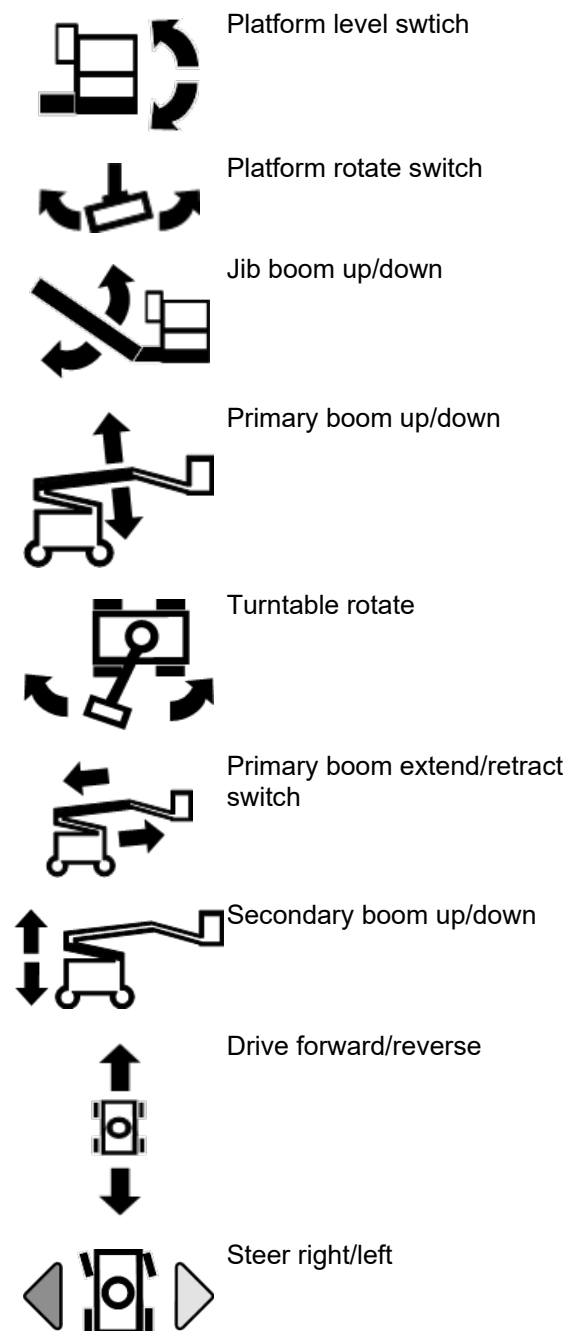 Platform level swtich
Platform rotate switch
Jib boom up/down
Primary boom up/down
Turntable rotate
Primary boom extend/retract
switch
Secondary boom up/down
Drive forward/reverse
Steer right/left